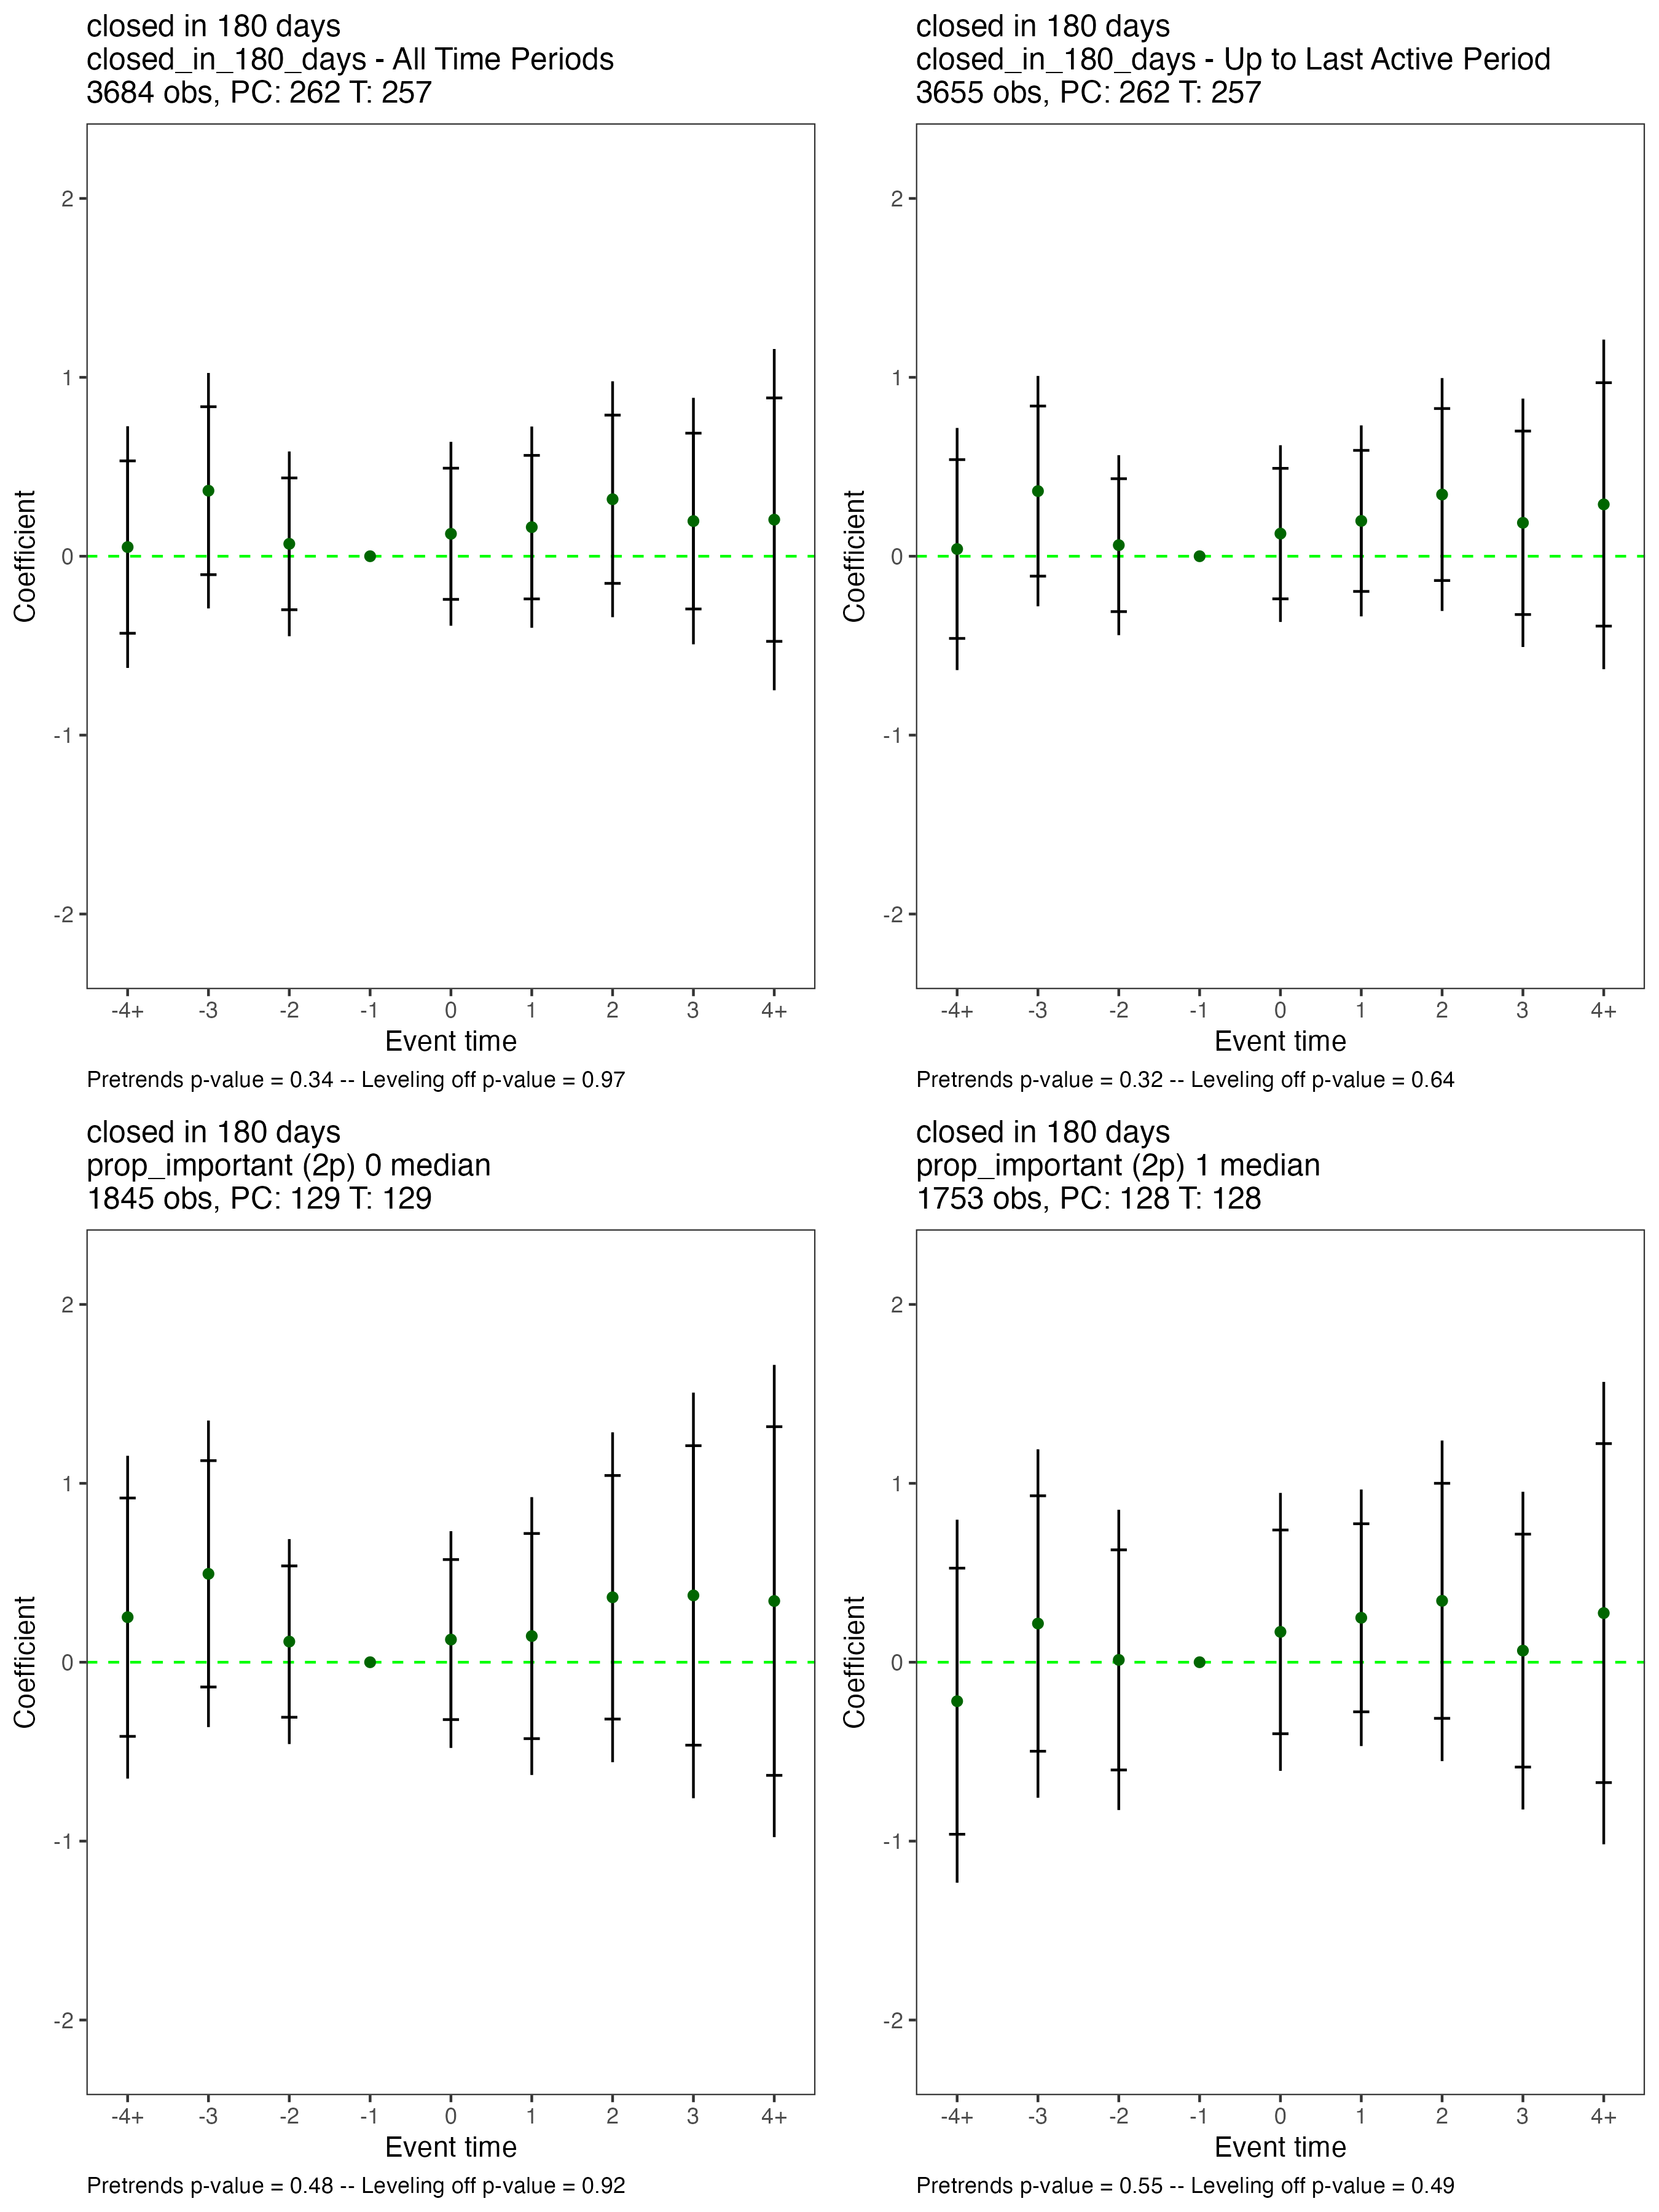 closed in 180 days
closed_in_180_days - All Time Periods
3684 obs, PC: 262 T: 257
2
1
0
-1
-2
Coefficient
-4+ -3 -2 -1 0 1 2 3 4+
Event time
Pretrends p-value = 0.34 -- Leveling off p-value = 0.97
closed in 180 days
closed_in_180_days - Up to Last Active Period
3655 obs, PC: 262 T: 257
2
1
0
-1
-2
Coefficient
-4+ -3 -2 -1 0 1 2 3 4+
Event time
Pretrends p-value = 0.32 -- Leveling off p-value = 0.64
closed in 180 days
prop_important (2p) 0 median
1845 obs, PC: 129 T: 129
2
1
0
-1
-2
Coefficient
-4+ -3 -2 -1 0 1 2 3 4+
Event time
Pretrends p-value = 0.48 -- Leveling off p-value = 0.92
closed in 180 days
prop_important (2p) 1 median
1753 obs, PC: 128 T: 128
2
1
0
-1
-2
Coefficient
-4+ -3 -2 -1 0 1 2 3 4+
Event time
Pretrends p-value = 0.55 -- Leveling off p-value = 0.49